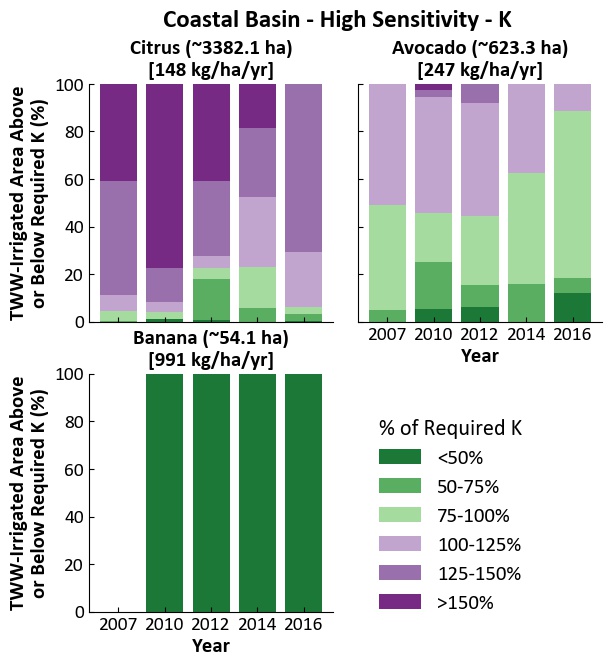 Coastal Basin - High Sensitivity - K
Citrus (~3382.1 ha)
[148 kg/ha/yr]
Avocado (~623.3 ha)
[247 kg/ha/yr]
TWW-Irrigated Area Above
or Below Required K (%)
100
80
60
40
20
0
2007 2010 2012 2014 2016
Year
Banana (~54.1 ha)
[991 kg/ha/yr]
TWW-Irrigated Area Above
or Below Required K (%)
100
80
60
40
20
0
2007 2010 2012 2014 2016
Year
% of Required K
<50%
50-75%
75-100%
100-125%
125-150%
>150%